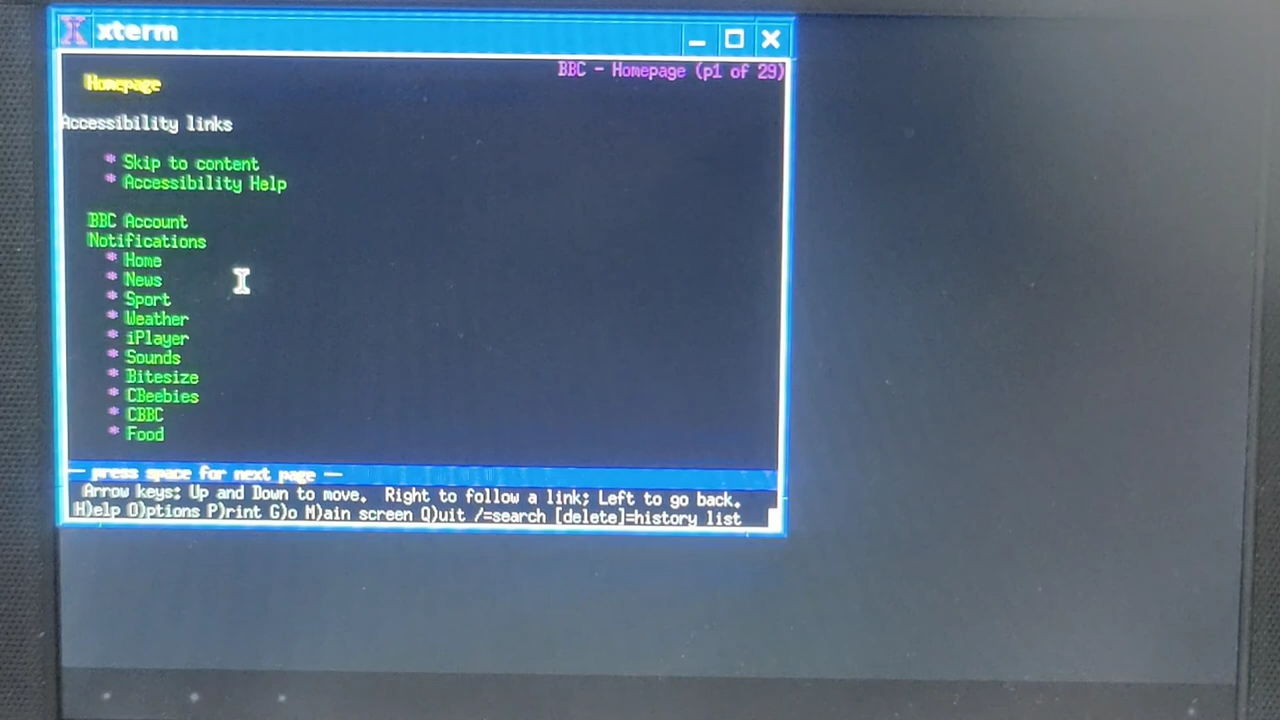 xterm
BBC - Homepage (p1 of 29)
Homepage
Accessibility links
* Skip to content
* Accessibility Help
BBC Account
Notifications
* Home
* News
* Sport
* Weather
* iPlayer
* Sounds
* Bitesize
* CBeebies
* CBBC
* Food
-- press space for next page --
Arrow keys: Up and Down to move.  Right to follow a link; Left to go back.
H)elp O)ptions P)rint G)o M)ain screen Q)uit /=search [delete]=history list